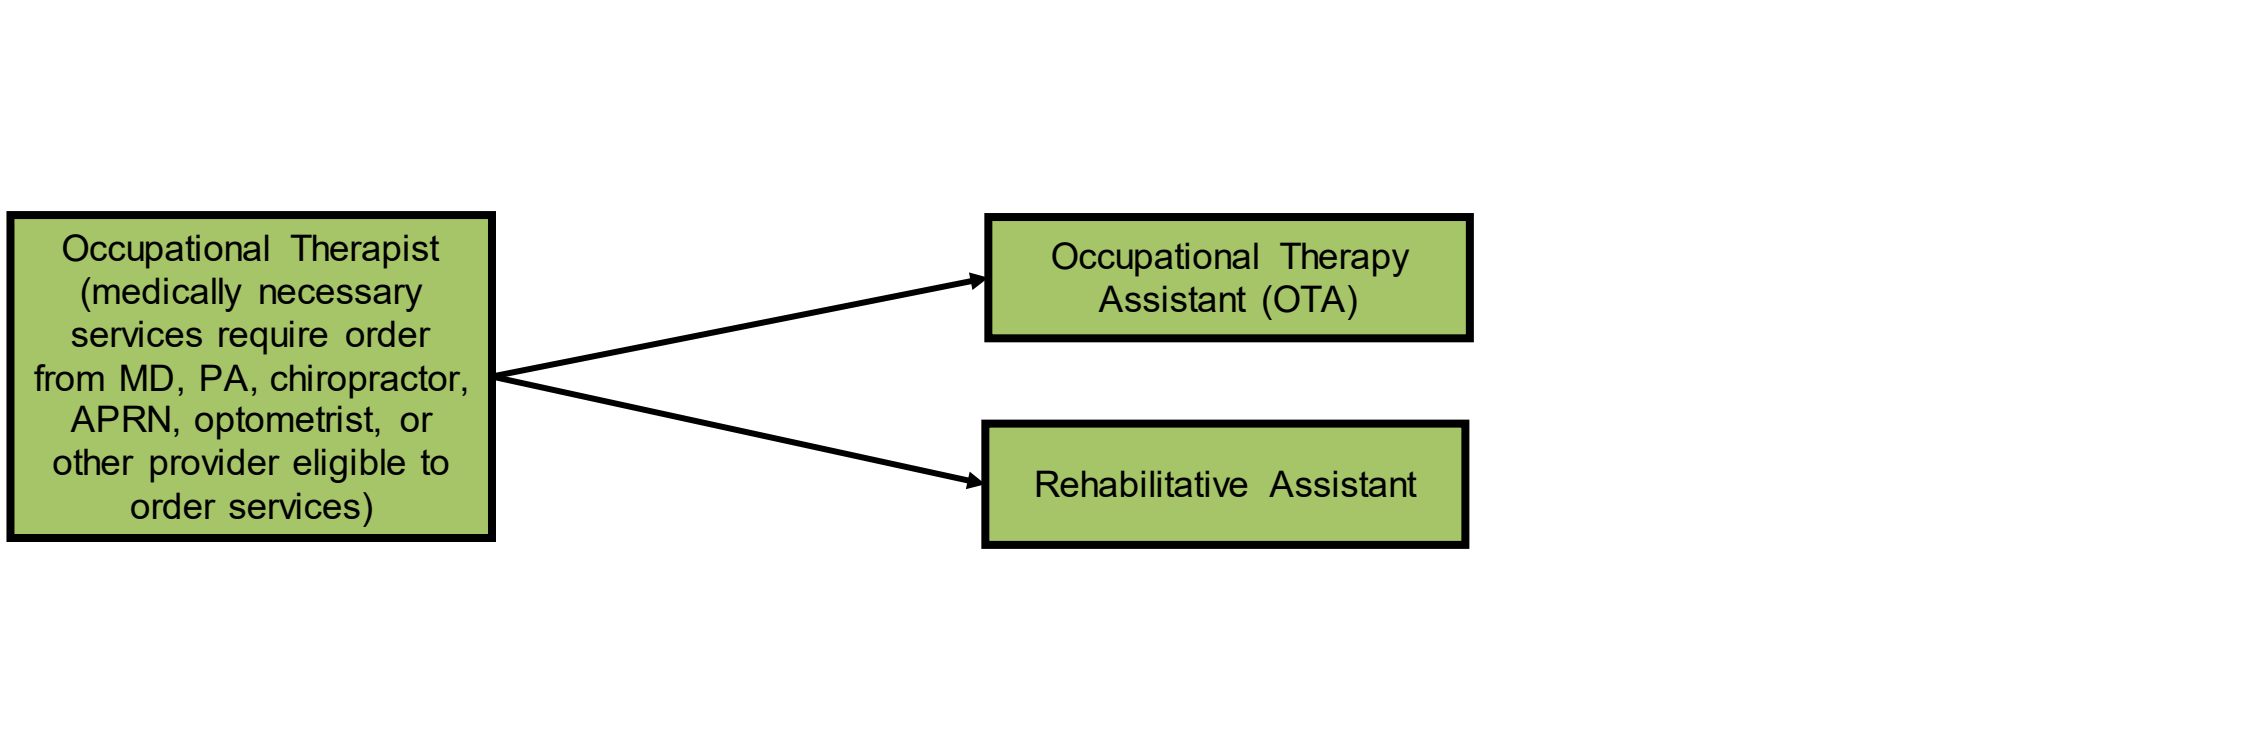 Occupational Therapist
(medically necessary
services require order
from MD, PA, chiropractor,
APRN, optometrist, or
other provider eligible to
order services)
Occupational Therapy
Assistant (OTA)
Rehabilitative Assistant